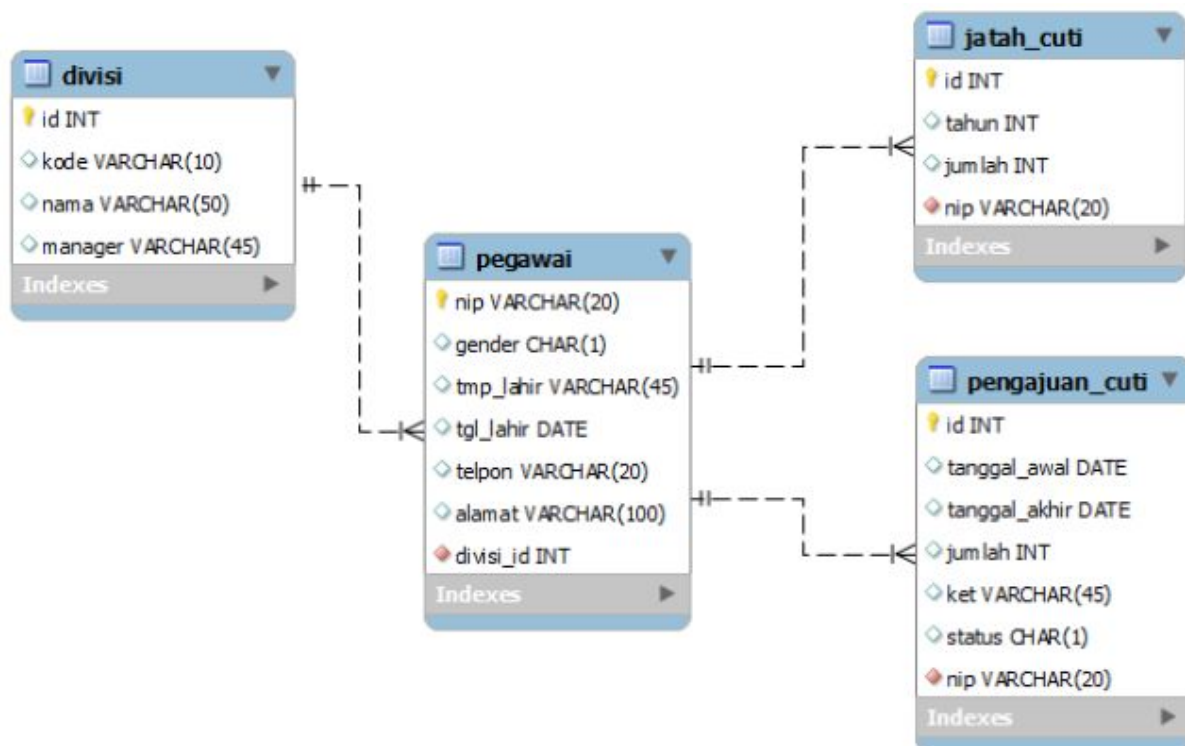 divisi
id INT
kode VARCHAR(10)
nama VARCHAR(50)
manager VARCHAR(45)
Indexes
pegawai
nip VARCHAR(20)
gender CHAR(1)
tmp_lahir VARCHAR(45)
tgl_lahir DATE
telpon VARCHAR(20)
alamat VARCHAR(100)
divisi_id INT
Indexes
jatah_cuti
id INT
tahun INT
jumlah INT
nip VARCHAR(20)
Indexes
pengajuan_cuti
id INT
tanggal_awal DATE
tanggal_akhir DATE
jumlah INT
ket VARCHAR(45)
status CHAR(1)
nip VARCHAR(20)
Indexes